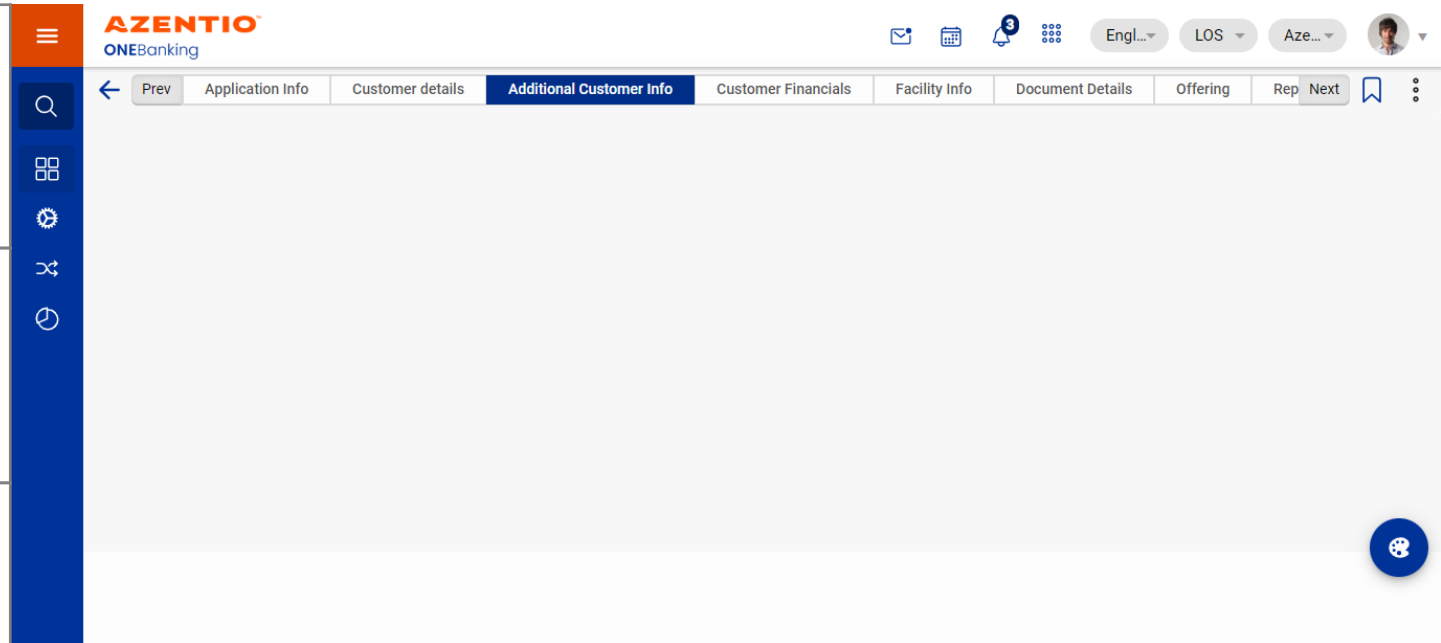 AZENTIO
ONEBanking
3
Engl...
LOS
Aze...
Prev
Application Info
Customer details
Additional Customer Info
Customer Financials
Facility Info
Document Details
Offering
Rep
Next